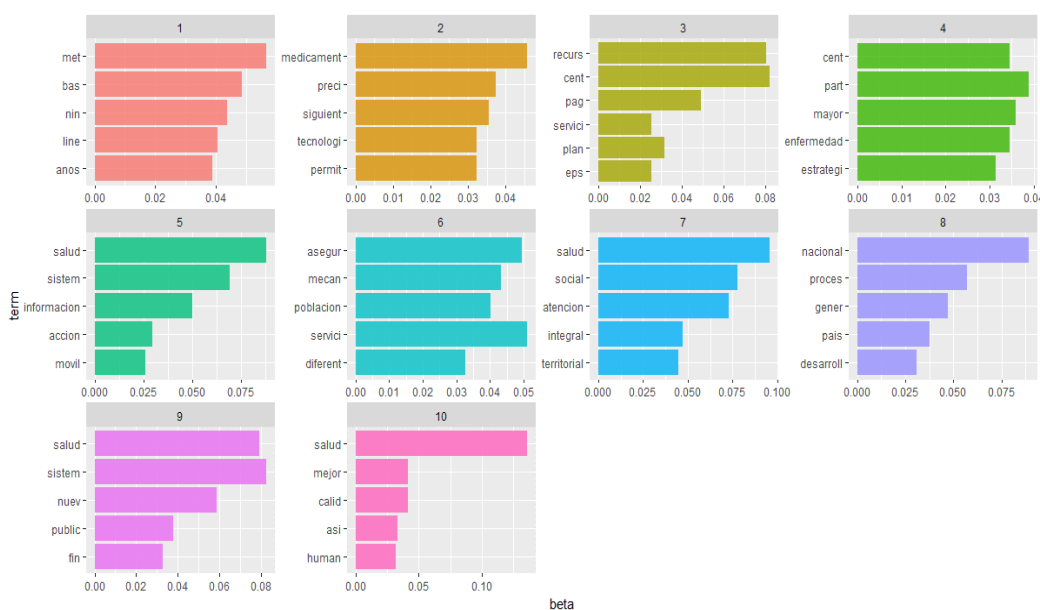 1
met
bas
nin
line
anos
0.00 0.02 0.04
2
medicament
preci
siguient
tecnologi
permit
0.00 0.01 0.02 0.03 0.04
3
recurs
cent
pag
servici
plan
eps
0.00 0.02 0.04 0.06 0.08
4
cent
part
mayor
enfermedad
estrategi
0.00 0.01 0.02 0.03 0.04
5
salud
sistem
informacion
accion
movil
0.000 0.025 0.050 0.075
6
asegur
mecan
poblacion
servici
diferent
0.00 0.01 0.02 0.03 0.04 0.05
7
salud
social
atencion
integral
territorial
0.000 0.025 0.050 0.075 0.100
8
nacional
proces
gener
pais
desarroll
0.000 0.025 0.050 0.075
9
salud
sistem
nuev
public
fin
0.00 0.02 0.04 0.06 0.08
10
salud
mejor
calid
asi
human
0.00 0.05 0.10
term
beta